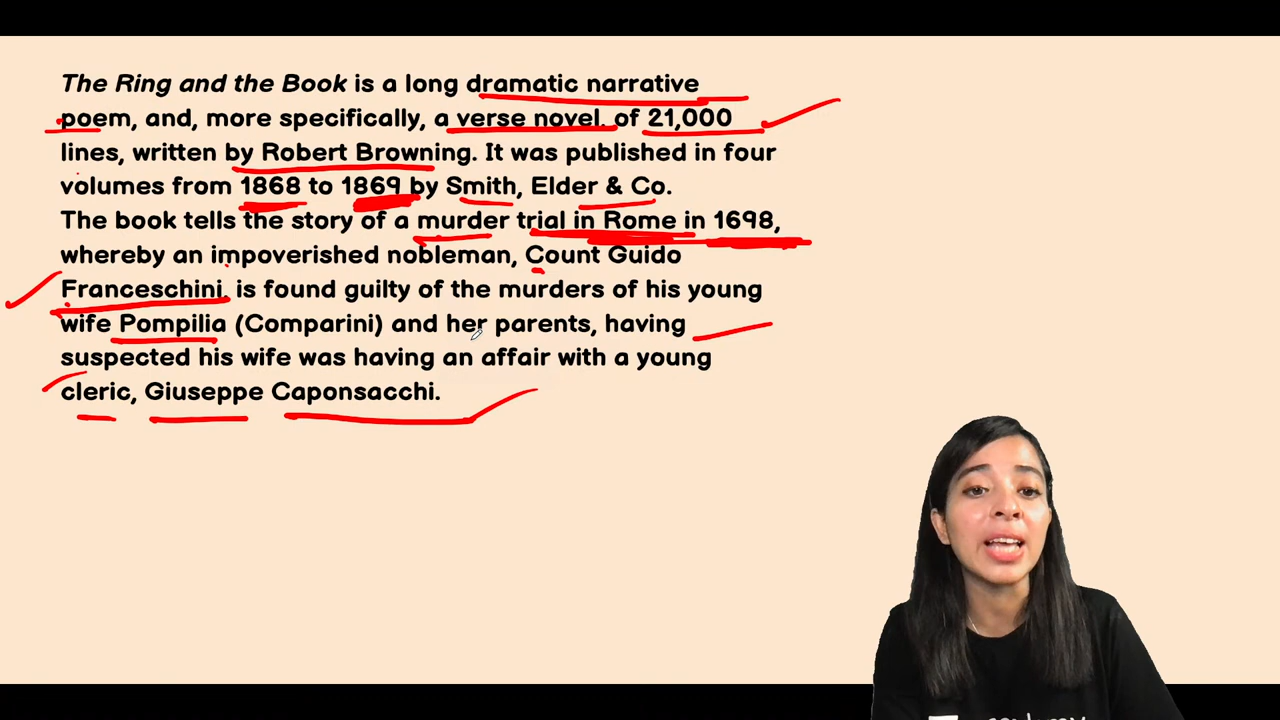 The Ring and the Book is a long dramatic narrative
poem, and, more specifically, a verse novel, of 21,000
lines, written by Robert Browning. It was published in four
volumes from 1868 to 1869 by Smith, Elder & Co.
The book tells the story of a murder trial in Rome in 1698,
whereby an impoverished nobleman, Count Guido
Franceschini, is found guilty of the murders of his young
wife Pompilia (Comparini) and her parents, having
suspected his wife was having an affair with a young
cleric, Giuseppe Caponsacchi.